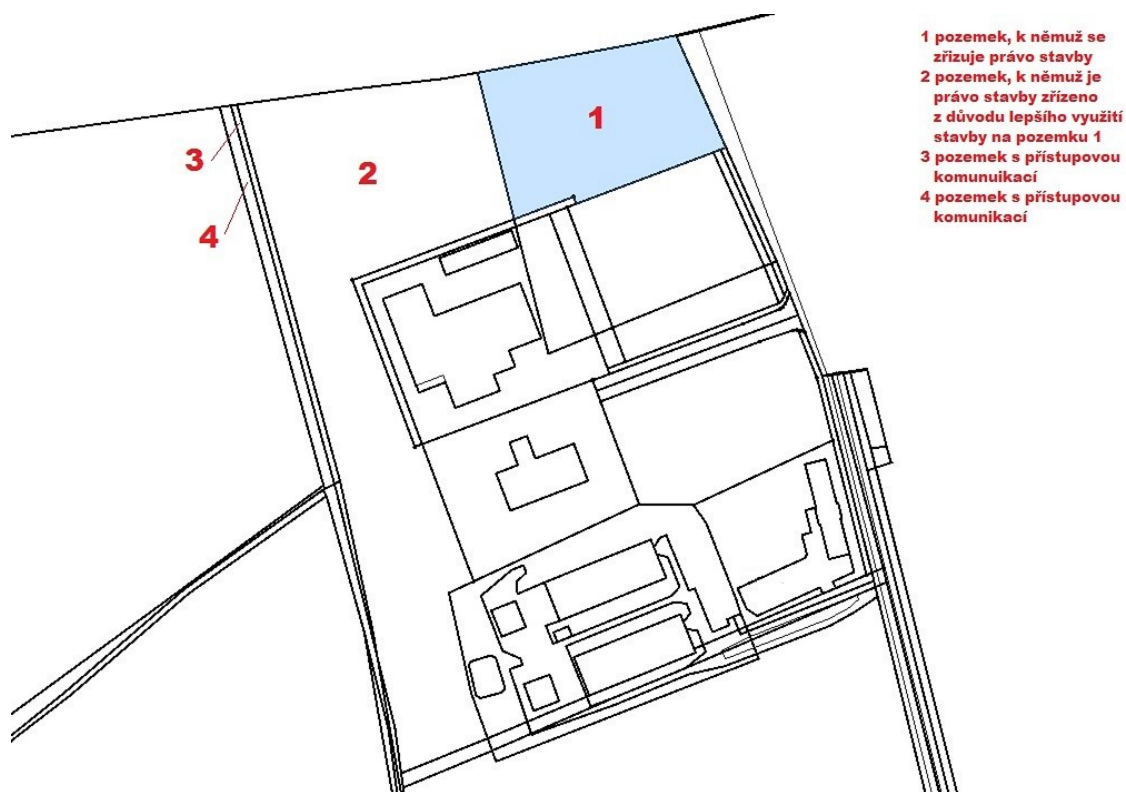 1 pozemek, k němuž se
zřizuje právo stavby
2 pozemek, k němuž je
právo stavby zřízeno
z důvodu lepšího využití
stavby na pozemku 1
3 pozemek s přístupovou
komunuikací
4 pozemek s přístupovou
komunikací
1
2
3
4